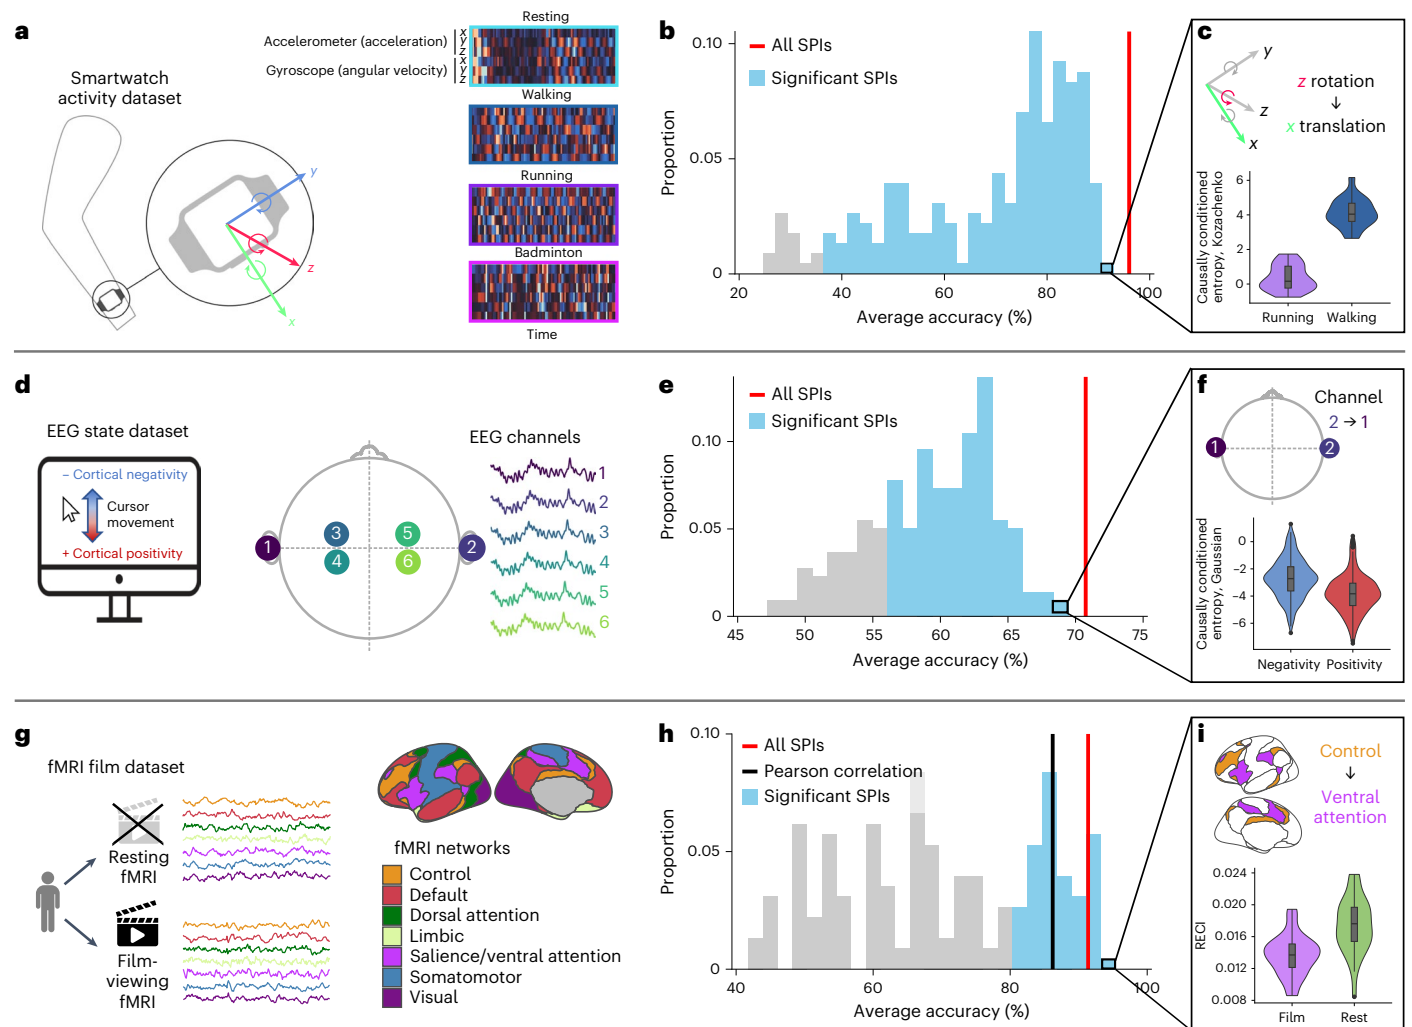 a
Smartwatch
activity dataset
y
z
x
Accelerometer (acceleration)
Gyroscope (angular velocity)
x
y
z
x
y
z
Resting
Walking
Running
Badminton
Time
b
All SPIs
Significant SPIs
Proportion
0.10
0.05
0
20
40
60
80
100
Average accuracy (%)
c
y
z
x
z rotation
↓
x translation
Causally conditioned
entropy, Kozachenko
6
4
2
0
Running
Walking
d
EEG state dataset
– Cortical negativity
Cursor
movement
+ Cortical positivity
1
2
3
4
5
6
EEG channels
1
2
3
4
5
6
e
All SPIs
Significant SPIs
Proportion
0.10
0.05
0
45
50
55
60
65
70
75
Average accuracy (%)
f
Channel
2 → 1
1
2
Causally conditioned
entropy, Gaussian
0
−2
−4
−6
Negativity
Positivity
g
fMRI film dataset
Resting
fMRI
Film-
viewing
fMRI
fMRI networks
Control
Default
Dorsal attention
Limbic
Salience/ventral attention
Somatomotor
Visual
h
All SPIs
Pearson correlation
Significant SPIs
Proportion
0.10
0.05
0
40
60
80
100
Average accuracy (%)
i
Control
↓
Ventral
attention
RECI
0.024
0.020
0.016
0.012
0.008
Film
Rest